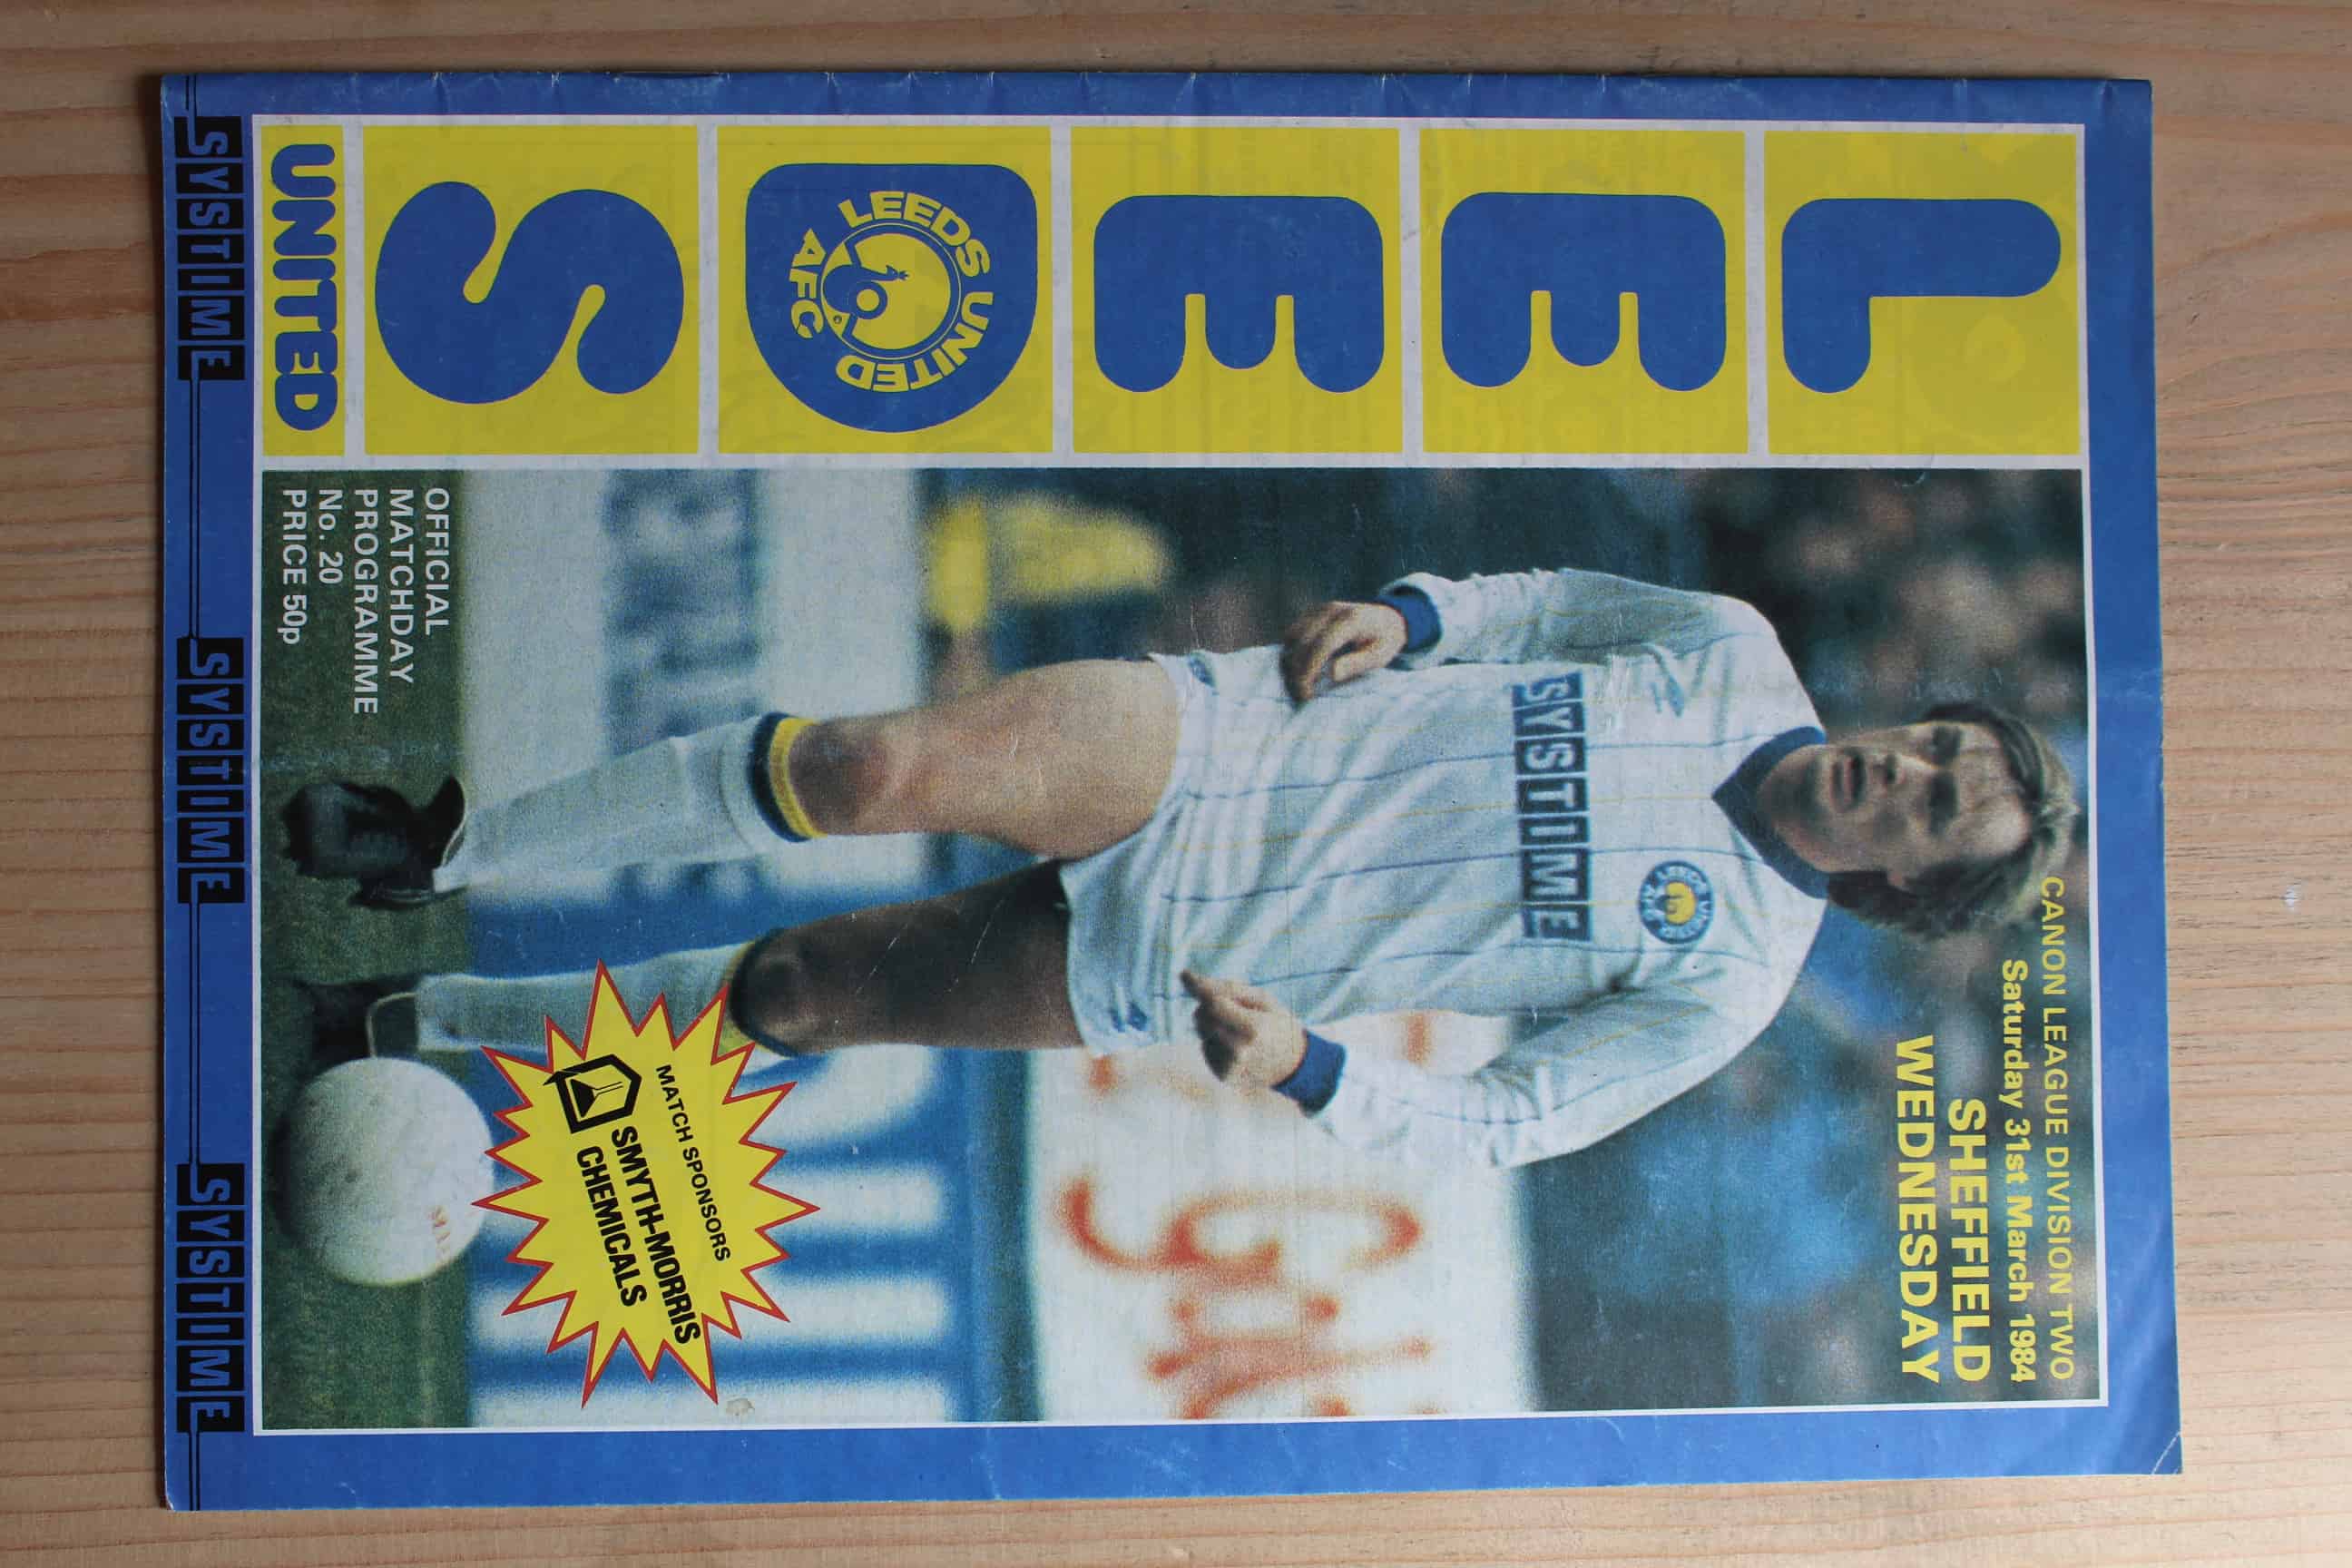 L
E
E
D
LEEDS UNITED
AFC
S
UNITED
CANON LEAGUE DIVISION TWO
Saturday 31st March 1984
SHEFFIELD
WEDNESDAY
LEEDS UNITED
A.F.C
SYSTIME
MATCH SPONSORS
SMYTH-MORRIS
CHEMICALS
OFFICIAL
MATCHDAY
PROGRAMME
No. 20
PRICE 50p
SYSTIME SYSTIME SYSTIME